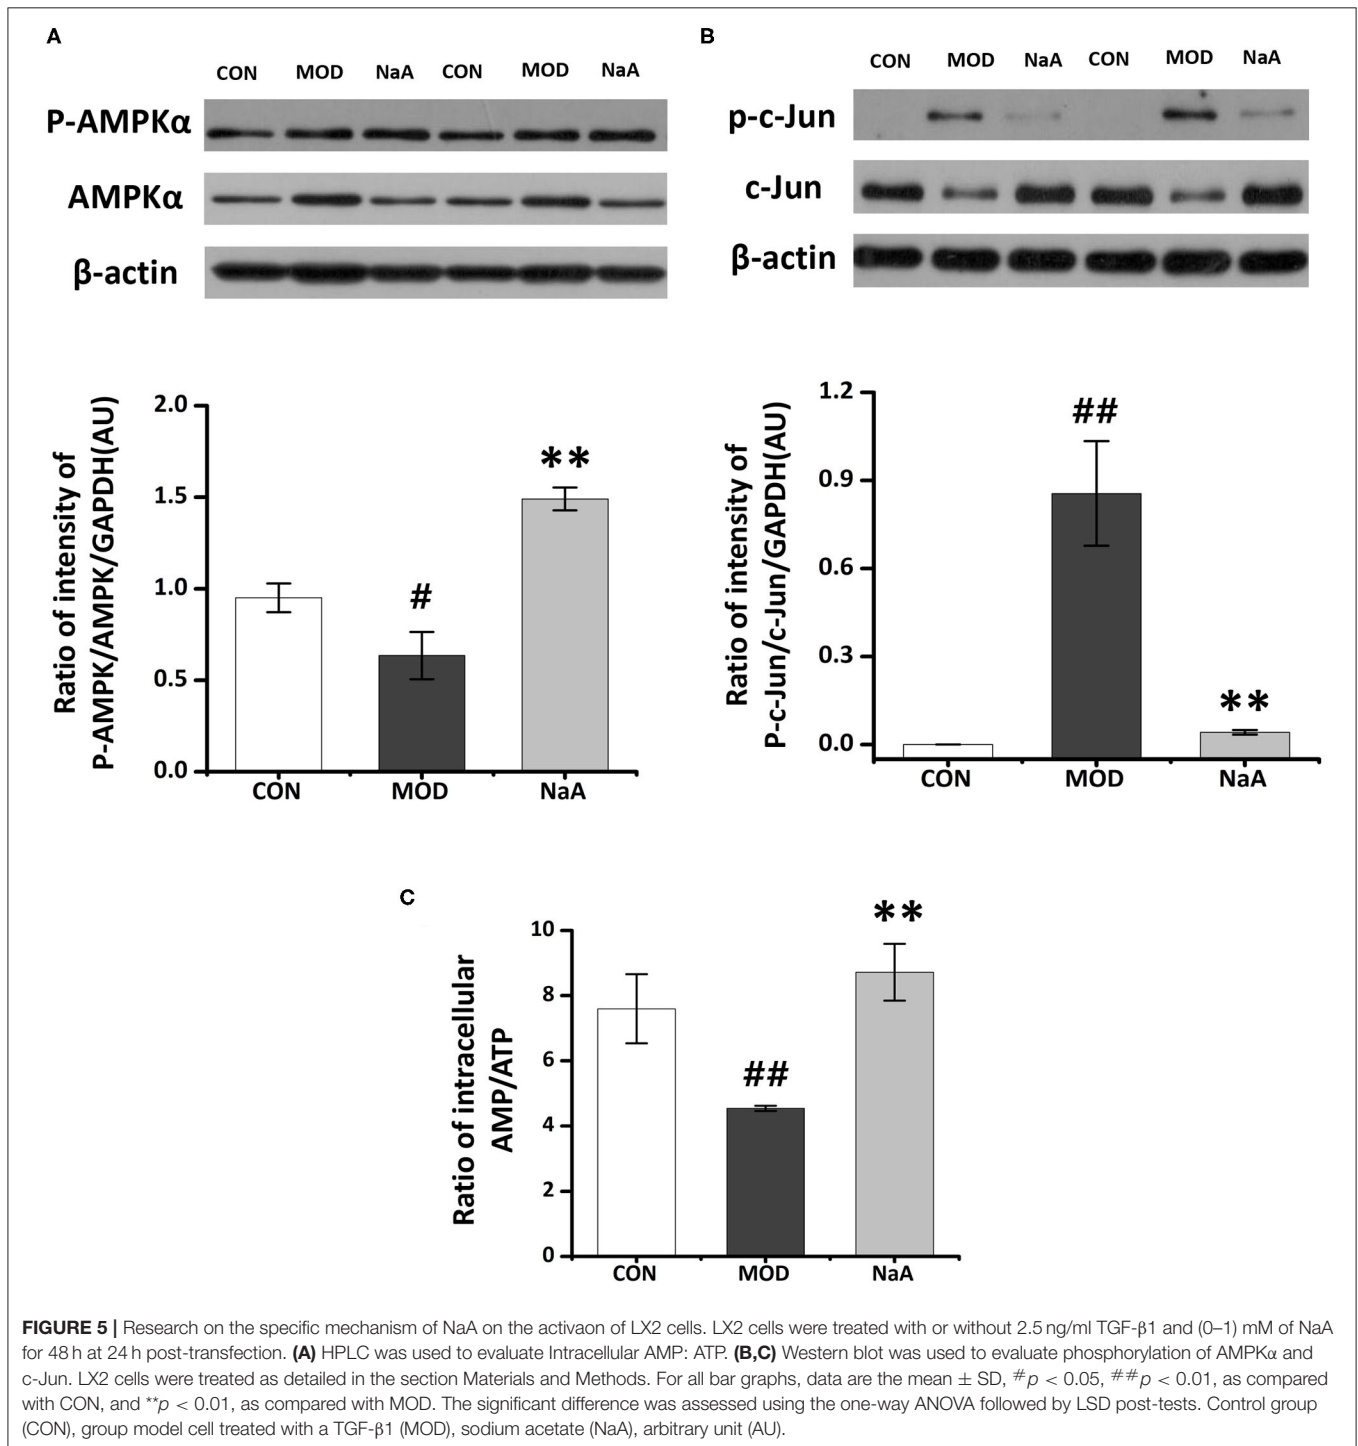 A
CON MOD NaA CON MOD NaA
P-AMPKα
AMPKα
β-actin
2.0
1.5
1.0
0.5
0.0
Ratio of intensity of
P-AMPK/AMPK/GAPDH(AU)
#
**
CON MOD NaA
B
CON MOD NaA CON MOD NaA
p-c-Jun
c-Jun
β-actin
1.2
0.9
0.6
0.3
0.0
Ratio of intensity of
P-c-Jun/c-Jun/GAPDH(AU)
##
**
CON MOD NaA
C
10
8
6
4
2
0
Ratio of intracellular
AMP/ATP
##
**
CON MOD NaA
FIGURE 5 | Research on the specific mechanism of NaA on the activaon of LX2 cells. LX2 cells were treated with or without 2.5 ng/ml TGF-β1 and (0–1) mM of NaA
for 48 h at 24 h post-transfection. (A) HPLC was used to evaluate Intracellular AMP: ATP. (B,C) Western blot was used to evaluate phosphorylation of AMPKα and
c-Jun. LX2 cells were treated as detailed in the section Materials and Methods. For all bar graphs, data are the mean ± SD, #p < 0.05, ##p < 0.01, as compared
with CON, and **p < 0.01, as compared with MOD. The significant difference was assessed using the one-way ANOVA followed by LSD post-tests. Control group
(CON), group model cell treated with a TGF-β1 (MOD), sodium acetate (NaA), arbitrary unit (AU).